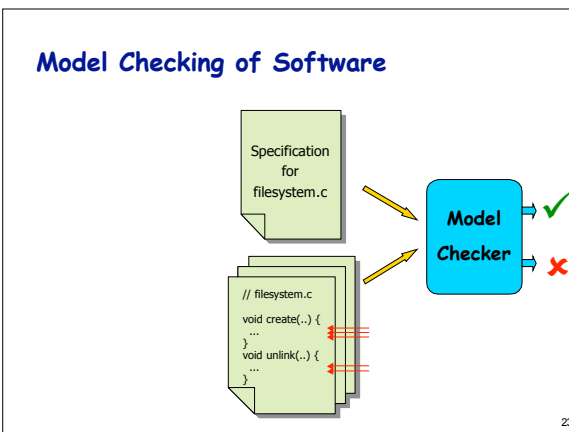 Model Checking of Software
Specification
for
filesystem.c
Model
Checker
// filesystem.c
void create(..) {
...
}
void unlink(..) {
...
}